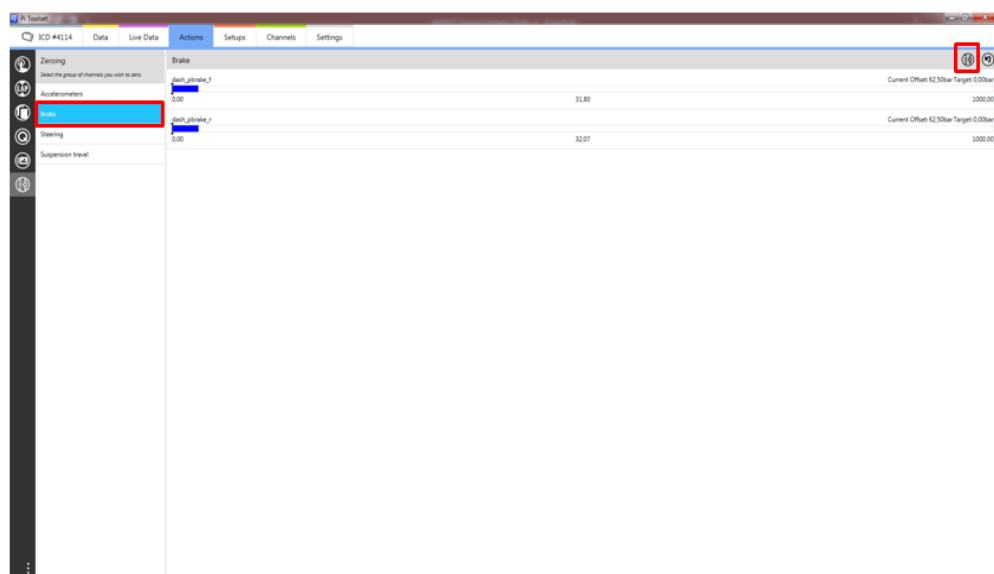 Pi Toolset
ICD #4114 Data Live Data Actions Setups Channels Settings
Zeroing
Select the group of channels you wish to zero.
Accelerometers
Brake
Steering
Suspension travel
LAP
Brake
dash_pbrake_f Current Offset: 62,50bar Target: 0,00bar
0,00 31,80 1000,00
dash_pbrake_r Current Offset: 62,50bar Target: 0,00bar
0,00 32,07 1000,00